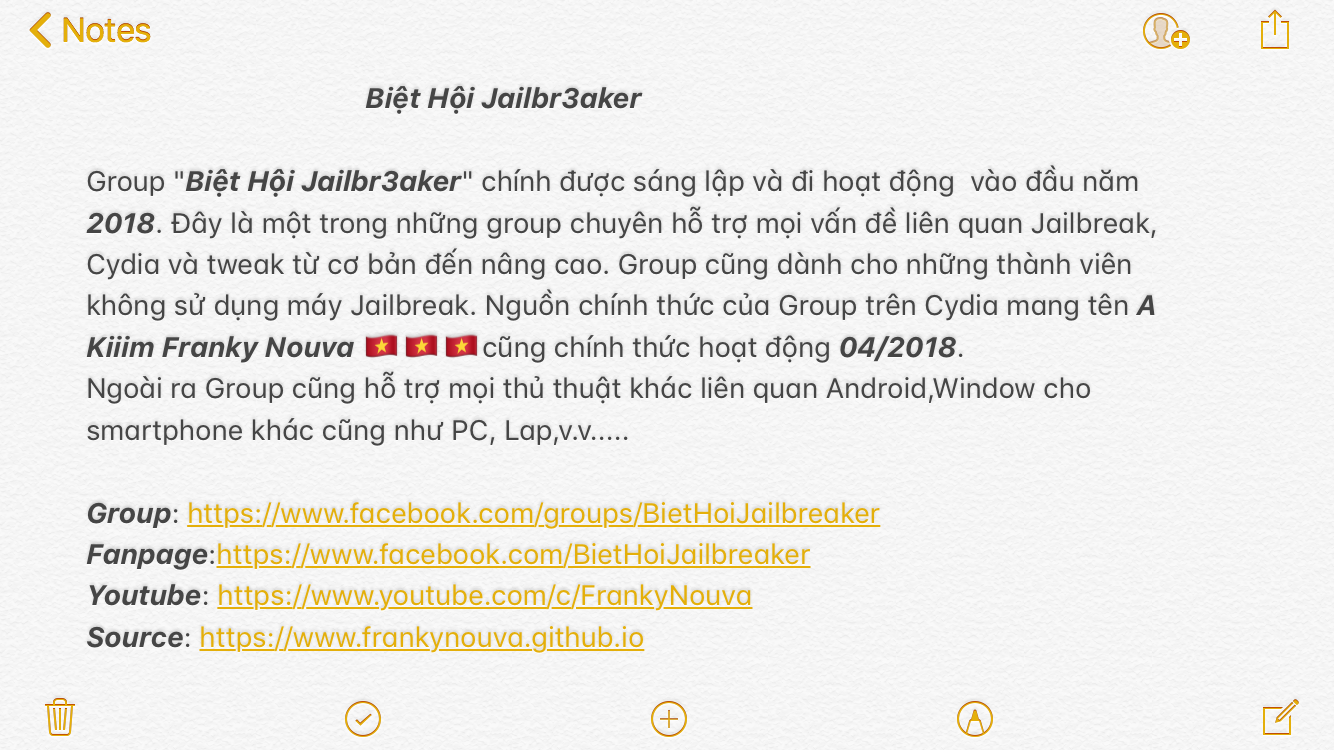 Notes
Biệt Hội Jailbr3aker
Group "Biệt Hội Jailbr3aker" chính được sáng lập và đi hoạt động  vào đầu năm
2018. Đây là một trong những group chuyên hỗ trợ mọi vấn đề liên quan Jailbreak,
Cydia và tweak từ cơ bản đến nâng cao. Group cũng dành cho những thành viên
không sử dụng máy Jailbreak. Nguồn chính thức của Group trên Cydia mang tên A
Kiiim Franky Nouva 🇻🇳🇻🇳🇻🇳cũng chính thức hoạt động 04/2018.
Ngoài ra Group cũng hỗ trợ mọi thủ thuật khác liên quan Android,Window cho
smartphone khác cũng như PC, Lap,v.v.....
Group: https://www.facebook.com/groups/BietHoiJailbreaker
Fanpage:https://www.facebook.com/BietHoiJailbreaker
Youtube: https://www.youtube.com/c/FrankyNouva
Source: https://www.frankynouva.github.io